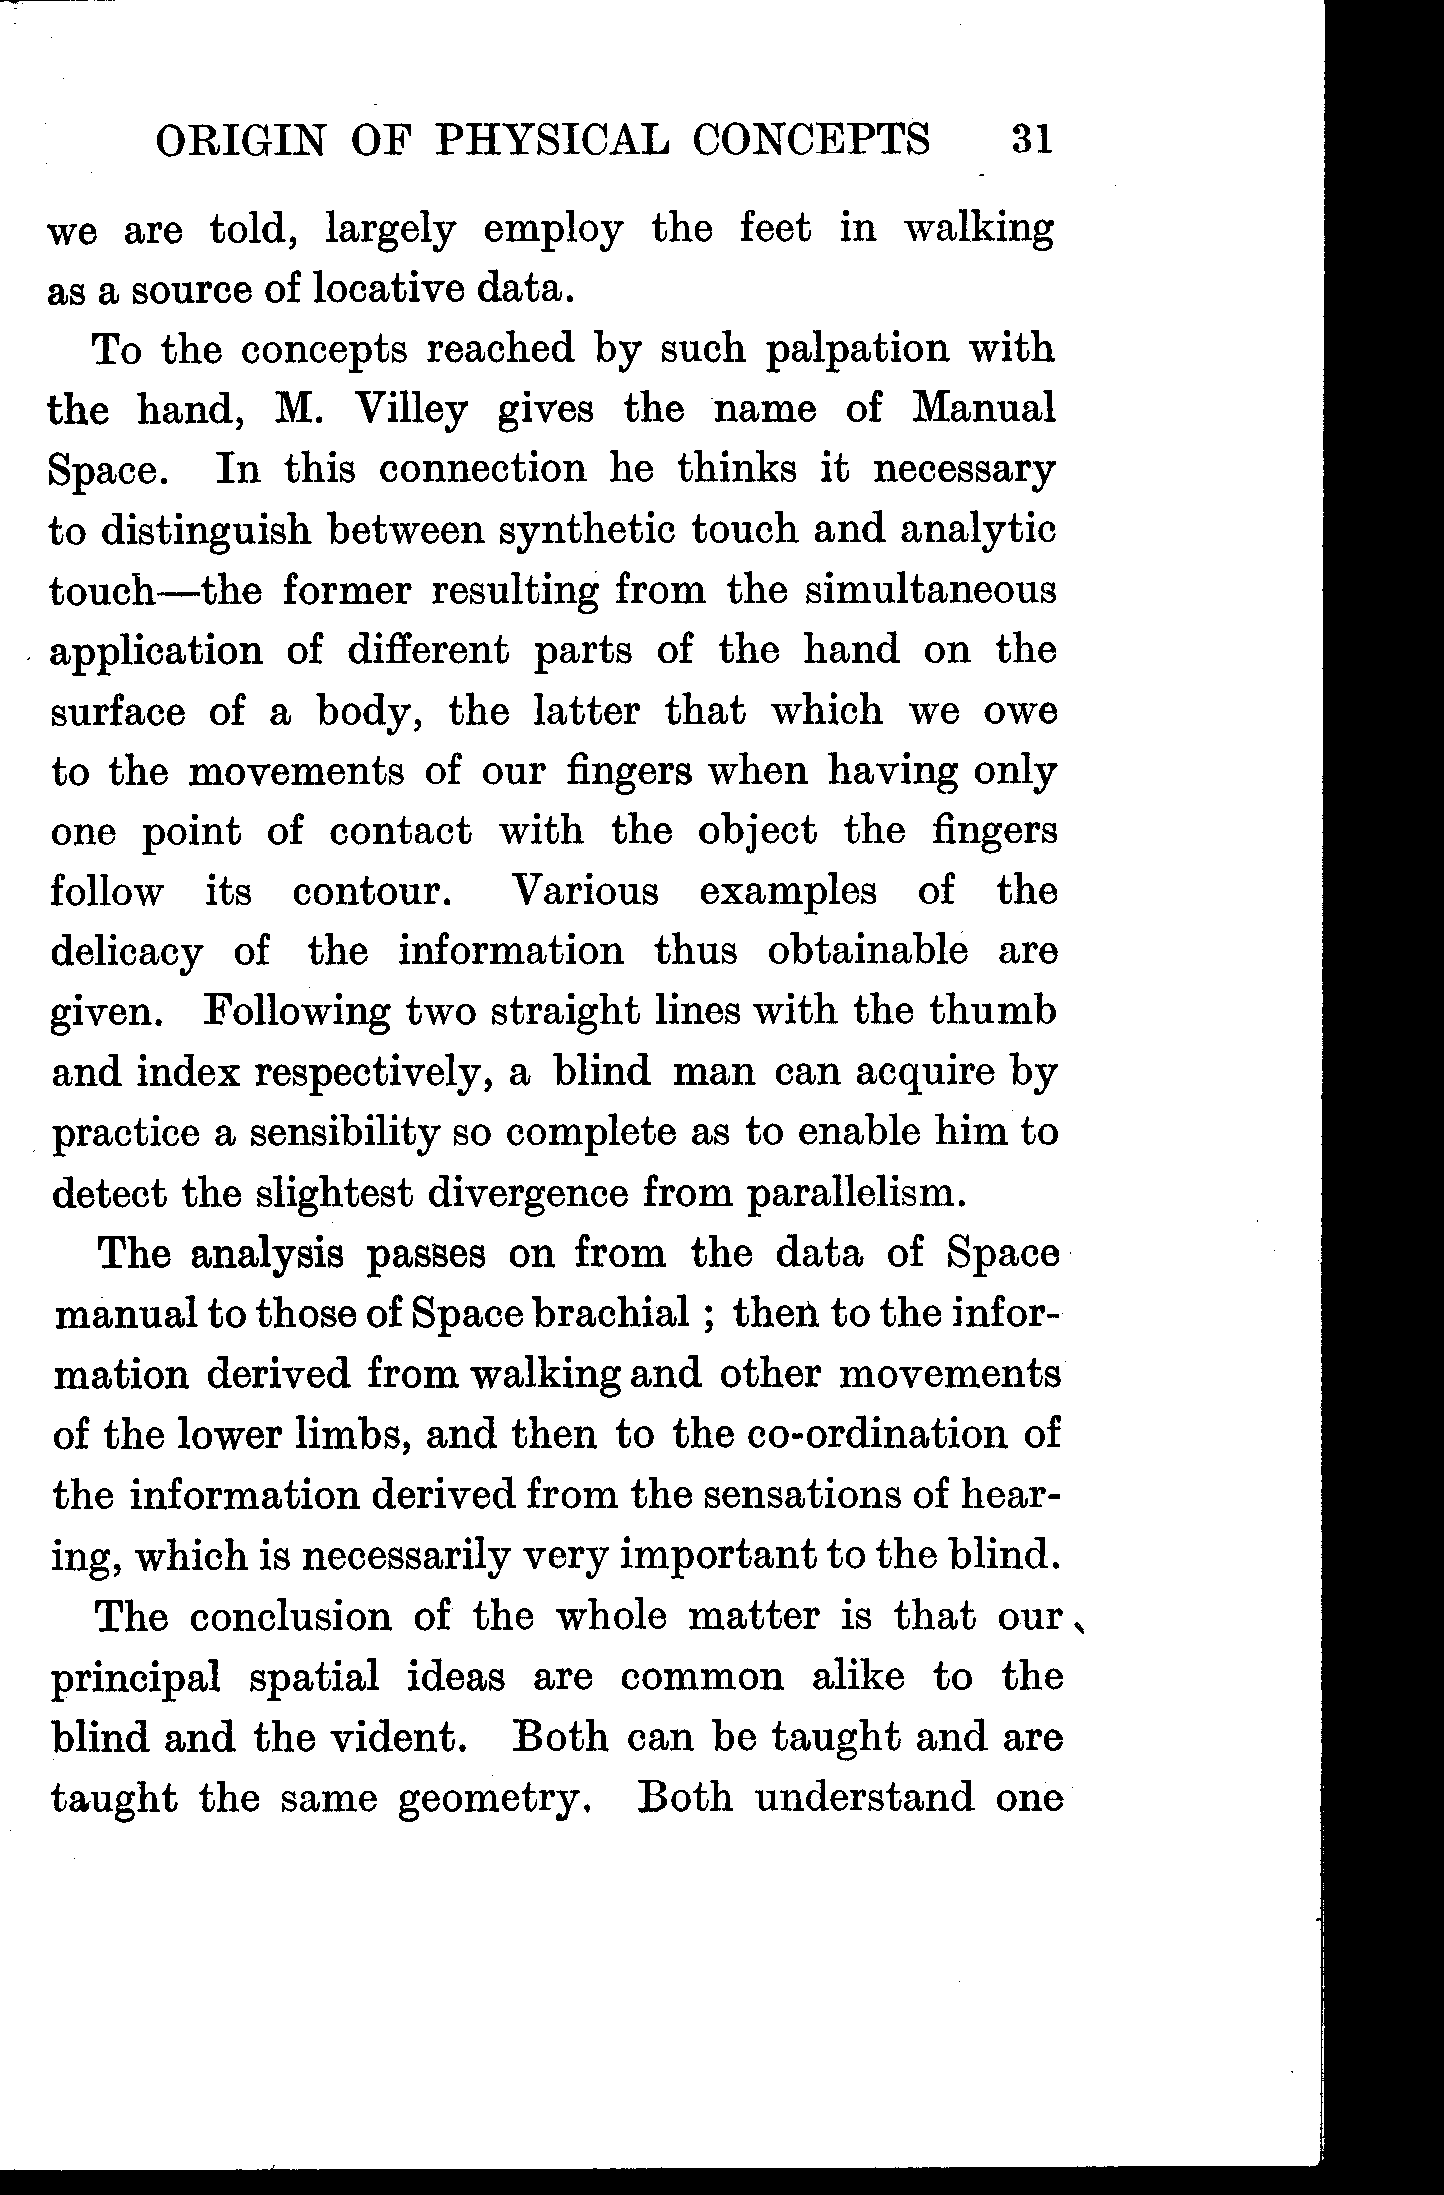 ORIGIN OF PHYSICAL CONCEPTS 31
we are told, largely employ the feet in walking
as a source of locative data.
To the concepts reached by such palpation with
the hand, M. Villey gives the name of Manual
Space. In this connection he thinks it necessary
to distinguish between synthetic touch and analytic
touch—the former resulting from the simultaneous
application of different parts of the hand on the
surface of a body, the latter that which we owe
to the movements of our fingers when having only
one point of contact with the object the fingers
follow its contour. Various examples of the
delicacy of the information thus obtainable are
given. Following two straight lines with the thumb
and index respectively, a blind man can acquire by
practice a sensibility so complete as to enable him to
detect the slightest divergence from parallelism.
The analysis passes on from the data of Space
manual to those of Space brachial ; then to the infor-
mation derived from walking and other movements
of the lower limbs, and then to the co-ordination of
the information derived from the sensations of hear-
ing, which is necessarily very important to the blind.
The conclusion of the whole matter is that our
principal spatial ideas are common alike to the
blind and the vident. Both can be taught and are
taught the same geometry. Both understand one